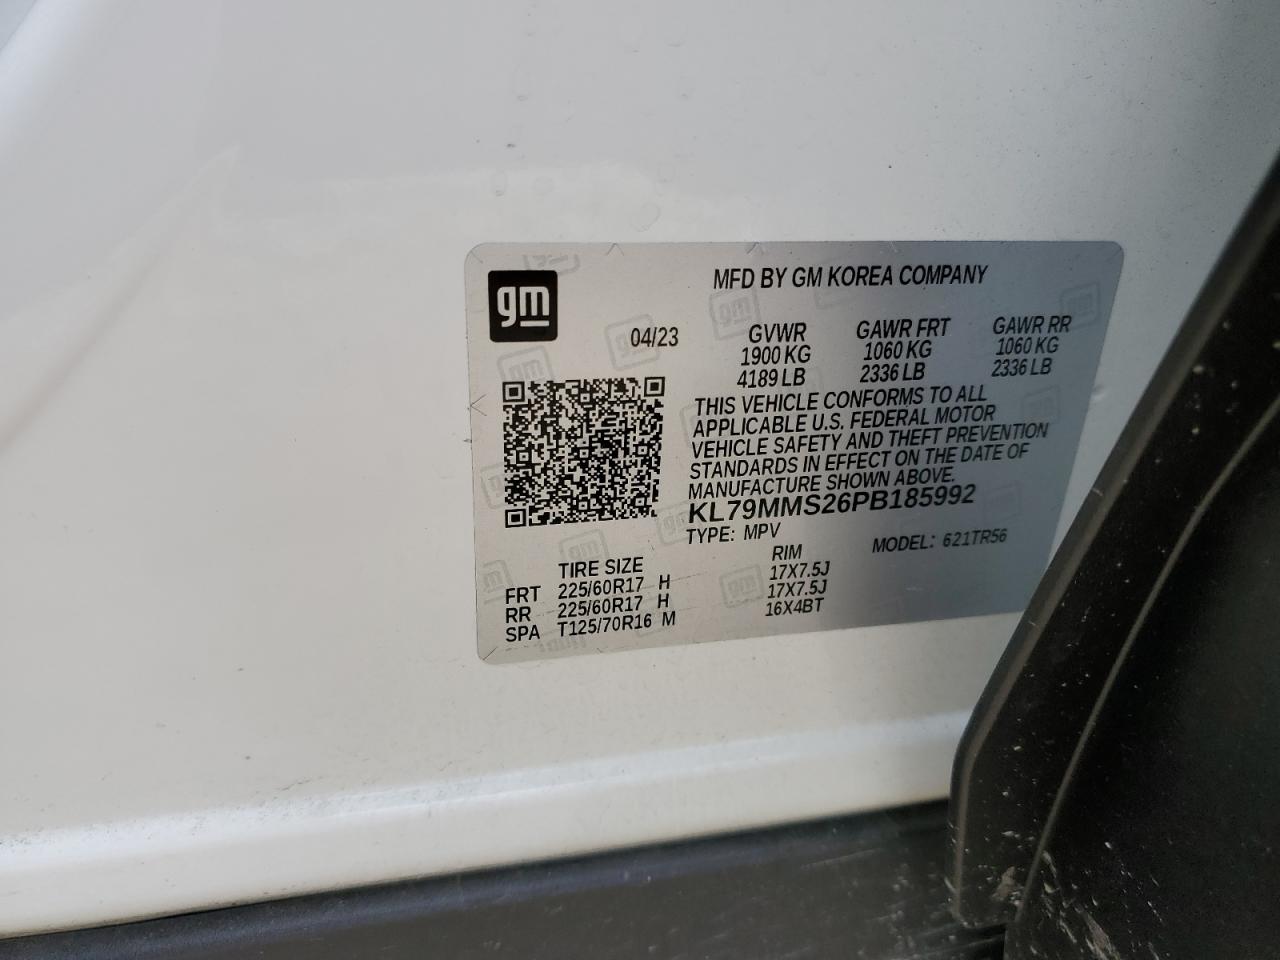 gm
MFD BY GM KOREA COMPANY
04/23 GVWR GAWR FRT GAWR RR
1900 KG 1060 KG 1060 KG
4189 LB 2336 LB 2336 LB
THIS VEHICLE CONFORMS TO ALL
APPLICABLE U.S. FEDERAL MOTOR
VEHICLE SAFETY AND THEFT PREVENTION
STANDARDS IN EFFECT ON THE DATE OF
MANUFACTURE SHOWN ABOVE.
KL79MMS26PB185992
TYPE: MPV MODEL: 621TR56
TIRE SIZE RIM
FRT 225/60R17 H 17X7.5J
RR 225/60R17 H 17X7.5J
SPA T125/70R16 M 16X4BT